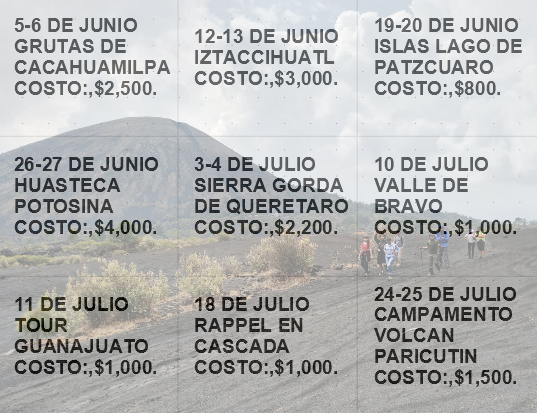 5-6 DE JUNIO
GRUTAS DE
CACAHUAMILPA
COSTO:,$2,500.
12-13 DE JUNIO
IZTACCIHUATL
COSTO:,$3,000.
19-20 DE JUNIO
ISLAS LAGO DE
PATZCUARO
COSTO:,$800.
26-27 DE JUNIO
HUASTECA
POTOSINA
COSTO:,$4,000.
3-4 DE JULIO
SIERRA GORDA
DE QUERETARO
COSTO:,$2,200.
10 DE JULIO
VALLE DE
BRAVO
COSTO:,$1,000.
11 DE JULIO
TOUR
GUANAJUATO
COSTO:,$1,000.
18 DE JULIO
RAPPEL EN
CASCADA
COSTO:,$1,000.
24-25 DE JULIO
CAMPAMENTO
VOLCAN
PARICUTIN
COSTO:,$1,500.